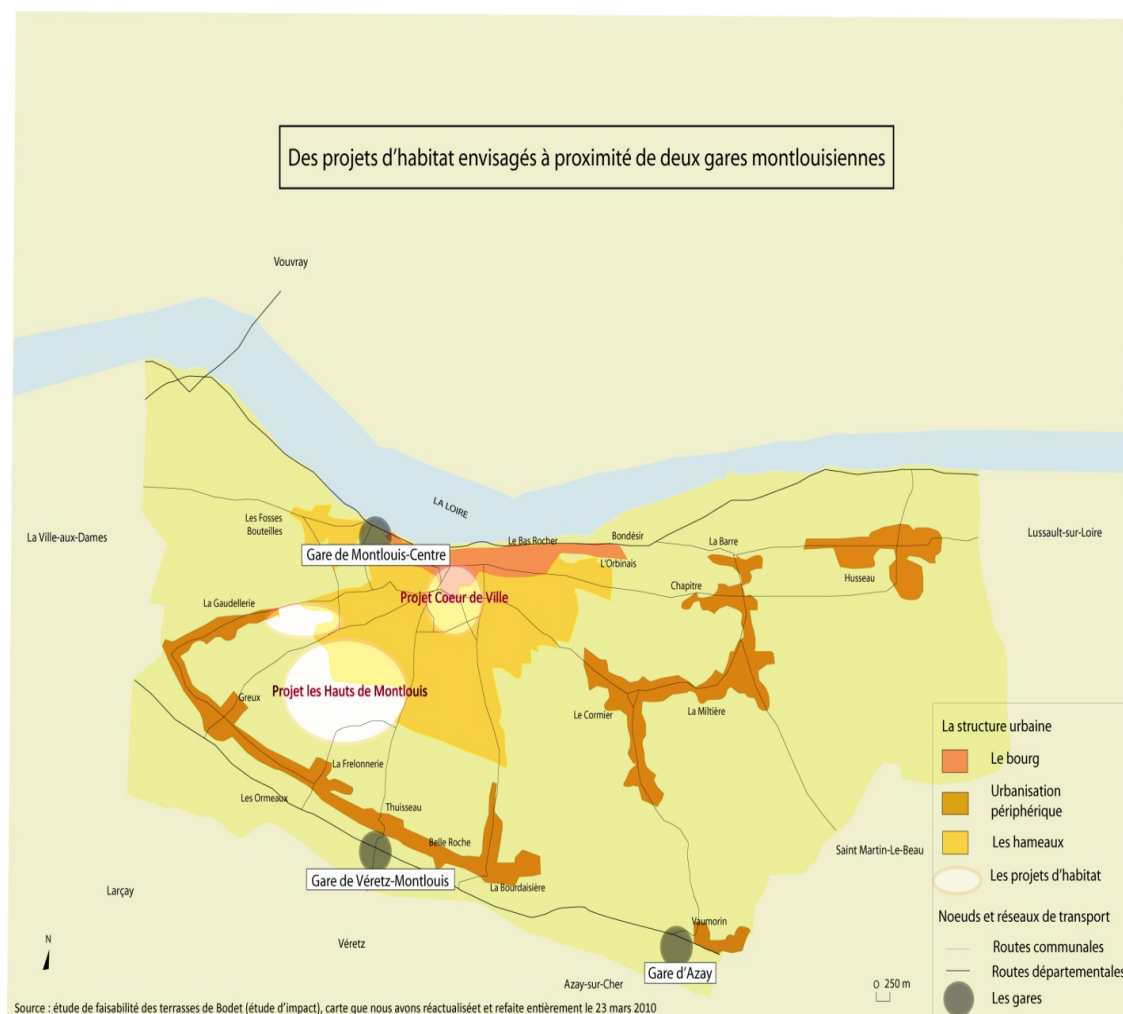 Des projets d'habitat envisagés à proximité de deux gares montlouisiennes
Vouvray
LA LOIRE
La Ville-aux-Dames
Les Fosses
Bouteilles
Gare de Montlouis-Centre
Le Bas Rocher
Bondésir
L'Orbinais
La Barre
Lussault-sur-Loire
Husseau
Chapitre
La Gaudellerie
Projet Coeur de Ville
Projet les Hauts de Montlouis
Greux
Le Cormier
La Miltière
La Frelonnerie
Les Ormeaux
Thuisseau
Belle Roche
Gare de Véretz-Montlouis
La Bourdaisière
Saint Martin-Le-Beau
Larçay
Véretz
Vaumorin
Gare d'Azay
Azay-sur-Cher
N
0 250 m
La structure urbaine
Le bourg
Urbanisation
périphérique
Les hameaux
Les projets d'habitat
Noeuds et réseaux de transport
Routes communales
Routes départementales
Les gares
Source : étude de faisabilité des terrasses de Bodet (étude d'impact), carte que nous avons réactualiséet et refaite entièrement le 23 mars 2010